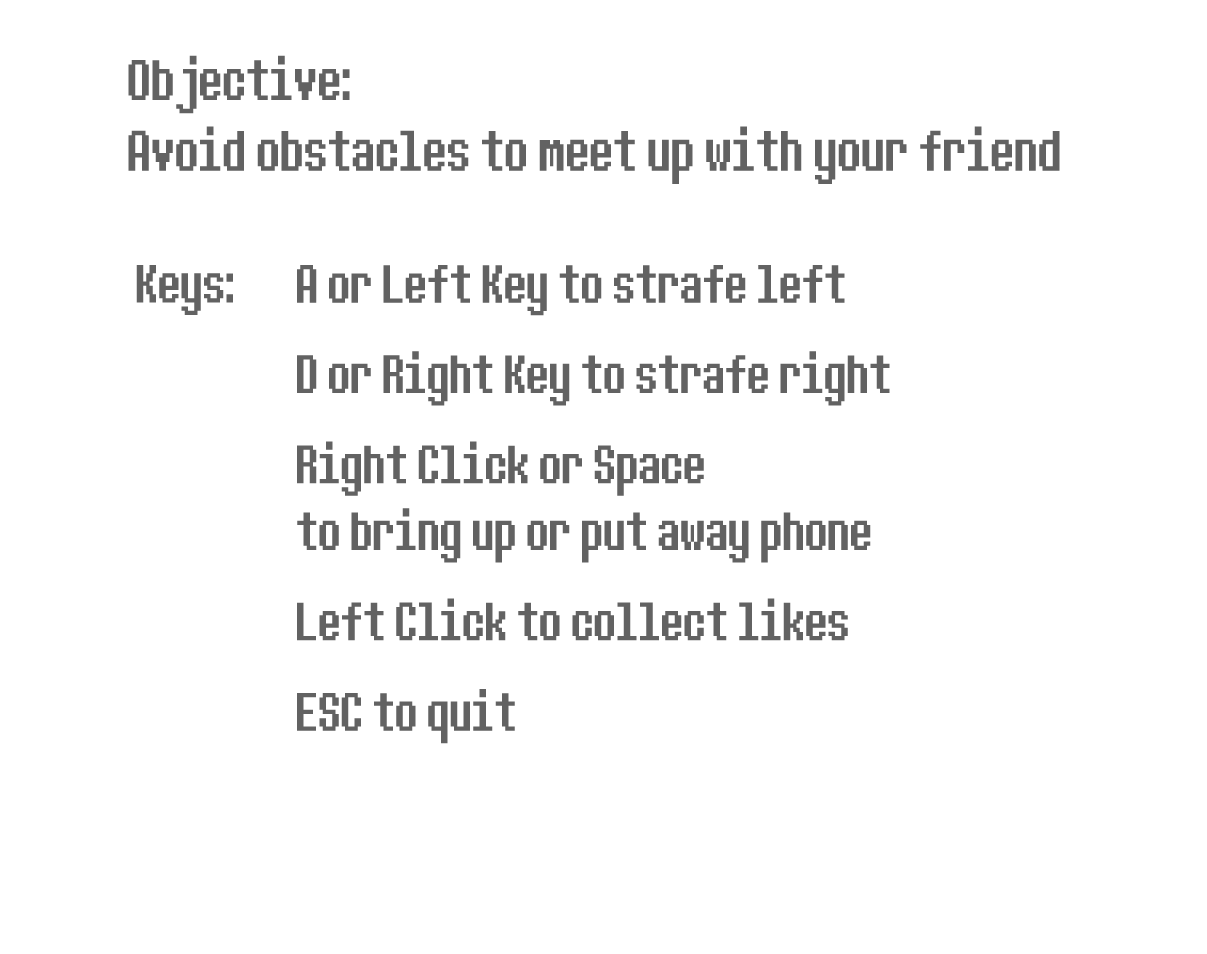 Objective:
Avoid obstacles to meet up with your friend
Keys: A or Left Key to strafe left
D or Right Key to strafe right
Right Click or Space
to bring up or put away phone
Left Click to collect likes
ESC to quit